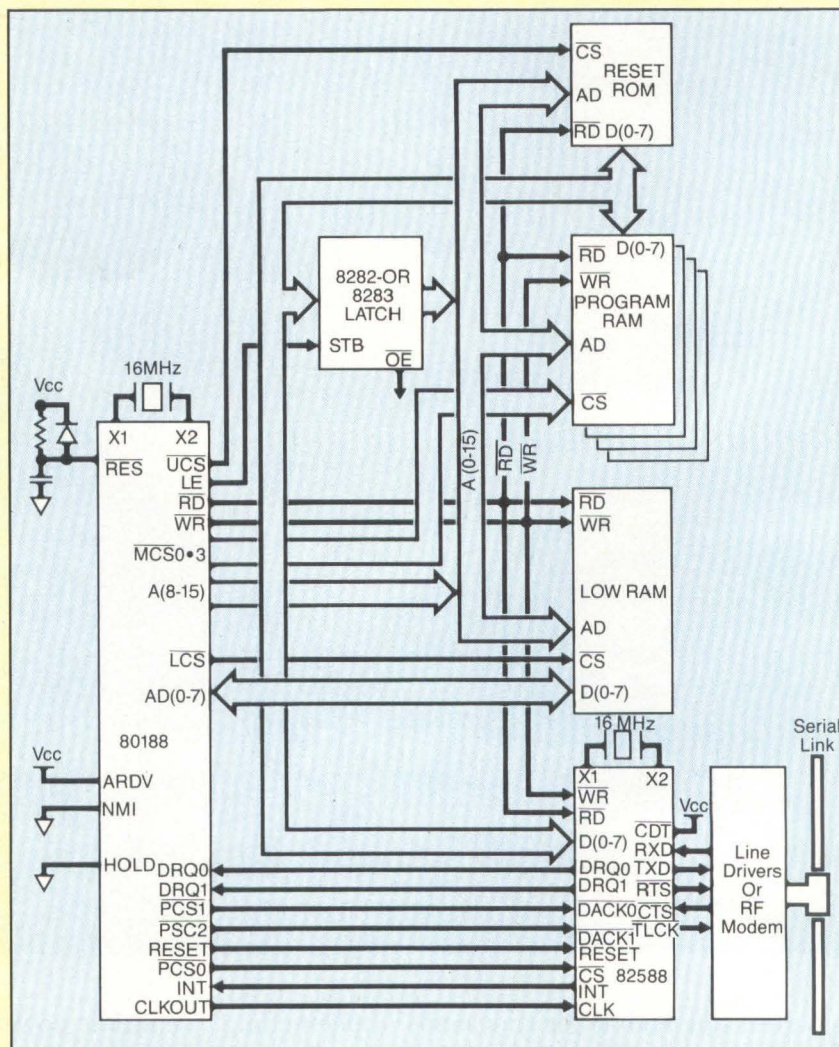 CS
AD
RESET
ROM
RD D(0-7)
8282-OR
8283
LATCH
STB
OE
D(0-7)
RD
WR
PROGRAM
RAM
AD
CS
A (0-15)
RD
WR
Vcc
16MHz
X1 X2
RES
UCS
LE
RD
WR
MCS0•3
A(8-15)
LCS
AD(0-7)
80188
Vcc
ARDV
NMI
HOLD
DRQ0
DRQ1
PCS1
PSC2
RESET
PCS0
INT
CLKOUT
RD
WR
LOW RAM
AD
CS
D(0-7)
16 MHz
X1 X2
WR
RD
D(0-7)
DRQ0
DRQ1
DACK0
DACK1
RESET
CS
82588
INT
CLK
Vcc
CDT
RXD
TXD
RTS
CTS
TLCK
Line
Drivers
Or
RF
Modem
Serial
Link